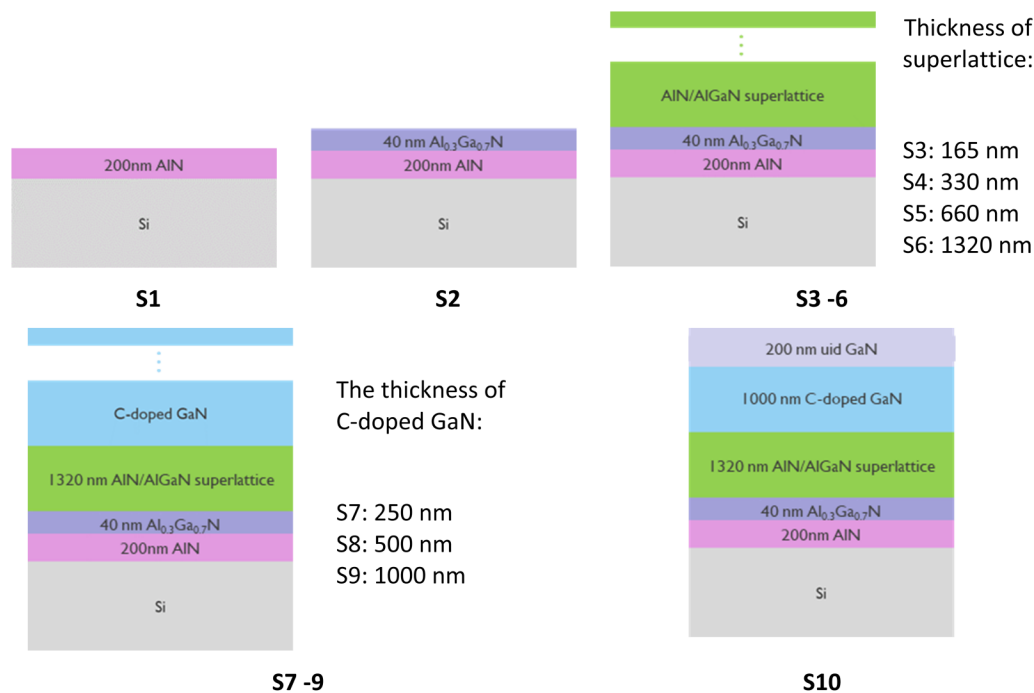 200nm AlN
Si
S1
40 nm Al₀.₃Ga₀.₇N
200nm AlN
Si
S2
AlN/AlGaN superlattice
40 nm Al₀.₃Ga₀.₇N
200nm AlN
Si
S3 -6
Thickness of
superlattice:
S3: 165 nm
S4: 330 nm
S5: 660 nm
S6: 1320 nm
C-doped GaN
1320 nm AlN/AlGaN superlattice
40 nm Al₀.₃Ga₀.₇N
200nm AlN
Si
S7 -9
The thickness of
C-doped GaN:
S7: 250 nm
S8: 500 nm
S9: 1000 nm
200 nm uid GaN
1000 nm C-doped GaN
1320 nm AlN/AlGaN superlattice
40 nm Al₀.₃Ga₀.₇N
200nm AlN
Si
S10